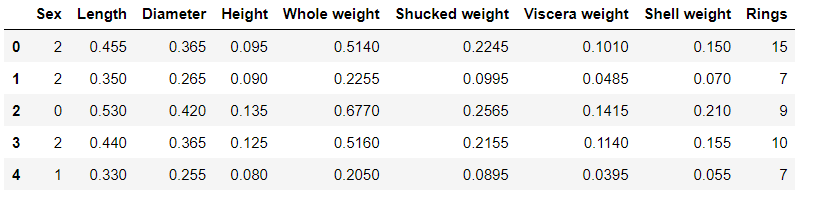 Sex Length Diameter Height Whole weight Shucked weight Viscera weight Shell weight Rings
0 2 0.455 0.365 0.095 0.5140 0.2245 0.1010 0.150 15
1 2 0.350 0.265 0.090 0.2255 0.0995 0.0485 0.070 7
2 0 0.530 0.420 0.135 0.6770 0.2565 0.1415 0.210 9
3 2 0.440 0.365 0.125 0.5160 0.2155 0.1140 0.155 10
4 1 0.330 0.255 0.080 0.2050 0.0895 0.0395 0.055 7